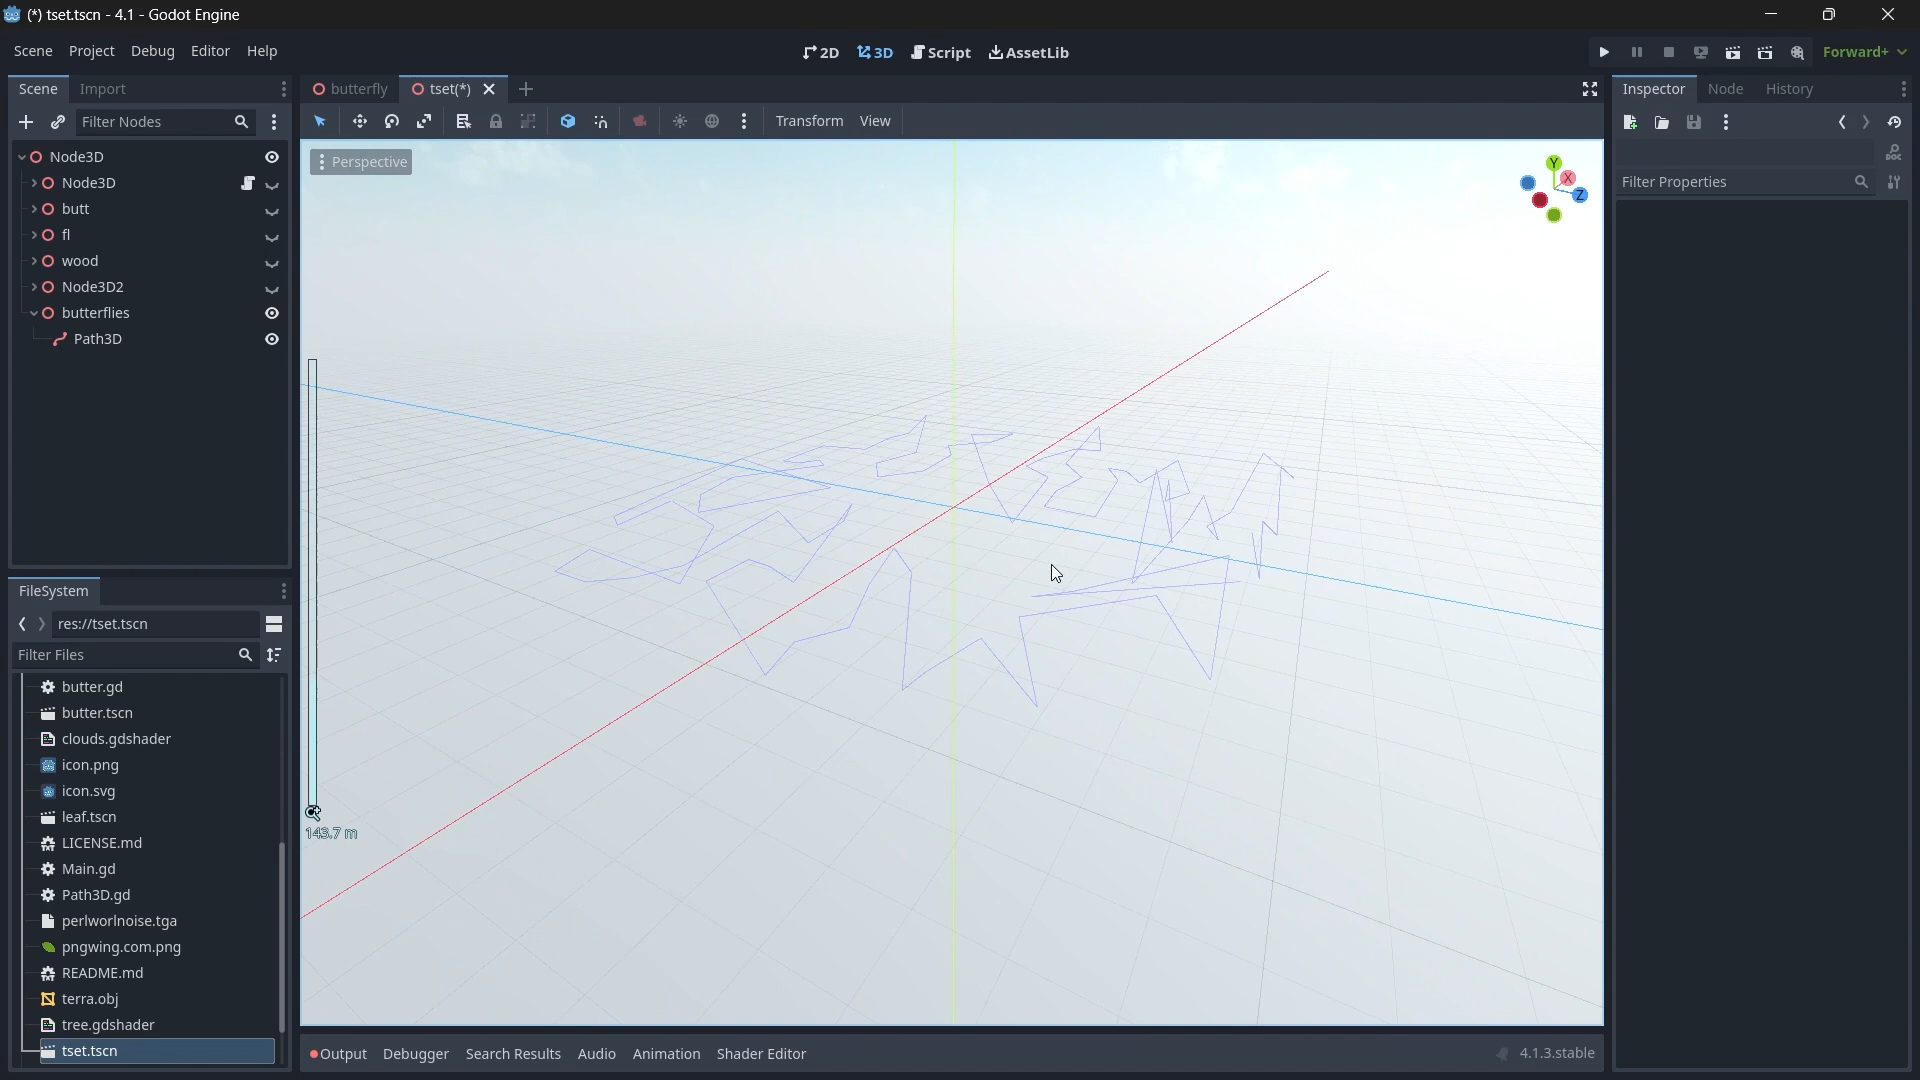 (*) tset.tscn - 4.1 - Godot Engine
Scene Project Debug Editor Help
2D 3D Script AssetLib
Forward+
Scene Import
butterfly tset(*)
Inspector Node History
Filter Nodes
Transform View
Perspective
Y
X
Z
Filter Properties
Node3D
Node3D
butt
fl
wood
Node3D2
butterflies
Path3D
143.7 m
FileSystem
res://tset.tscn
Filter Files
butter.gd
butter.tscn
clouds.gdshader
icon.png
icon.svg
leaf.tscn
LICENSE.md
Main.gd
Path3D.gd
perlworlnoise.tga
pngwing.com.png
README.md
terra.obj
tree.gdshader
tset.tscn
Output Debugger Search Results Audio Animation Shader Editor
4.1.3.stable